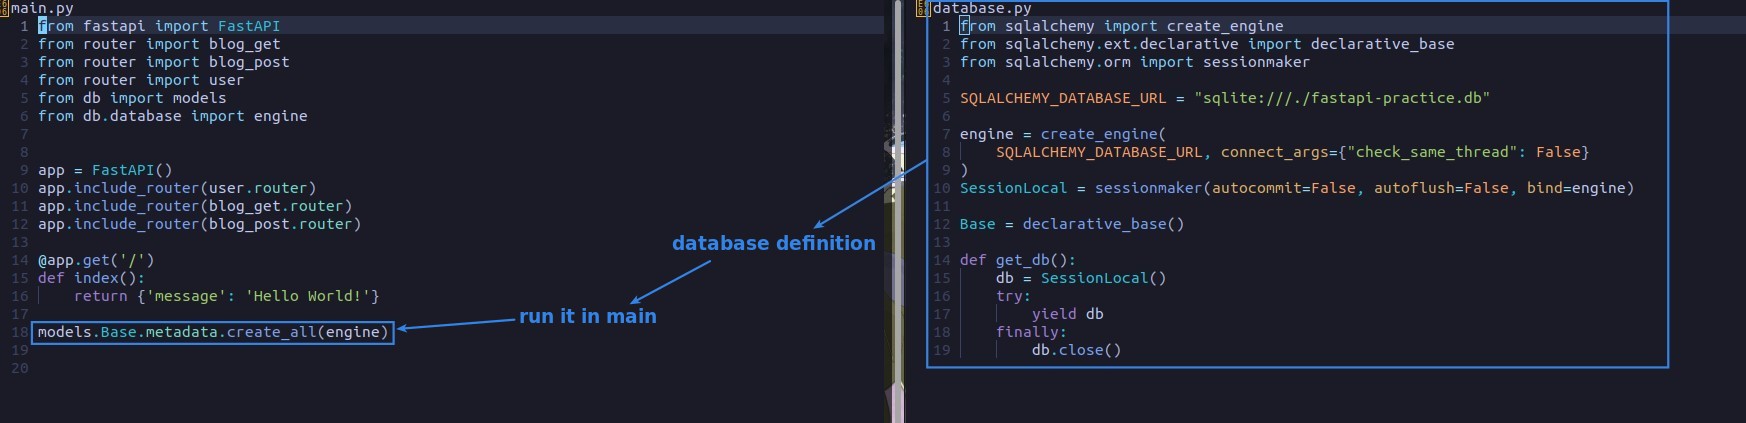 main.py
1 from fastapi import FastAPI
2 from router import blog_get
3 from router import blog_post
4 from router import user
5 from db import models
6 from db.database import engine
7
8
9 app = FastAPI()
10 app.include_router(user.router)
11 app.include_router(blog_get.router)
12 app.include_router(blog_post.router)
13
14 @app.get('/')
15 def index():
16     return {'message': 'Hello World!'}
17
18 models.Base.metadata.create_all(engine)
19
20
database definition
run it in main
database.py
1 from sqlalchemy import create_engine
2 from sqlalchemy.ext.declarative import declarative_base
3 from sqlalchemy.orm import sessionmaker
4
5 SQLALCHEMY_DATABASE_URL = "sqlite:///./fastapi-practice.db"
6
7 engine = create_engine(
8     SQLALCHEMY_DATABASE_URL, connect_args={"check_same_thread": False}
9 )
10 SessionLocal = sessionmaker(autocommit=False, autoflush=False, bind=engine)
11
12 Base = declarative_base()
13
14 def get_db():
15     db = SessionLocal()
16     try:
17         yield db
18     finally:
19         db.close()